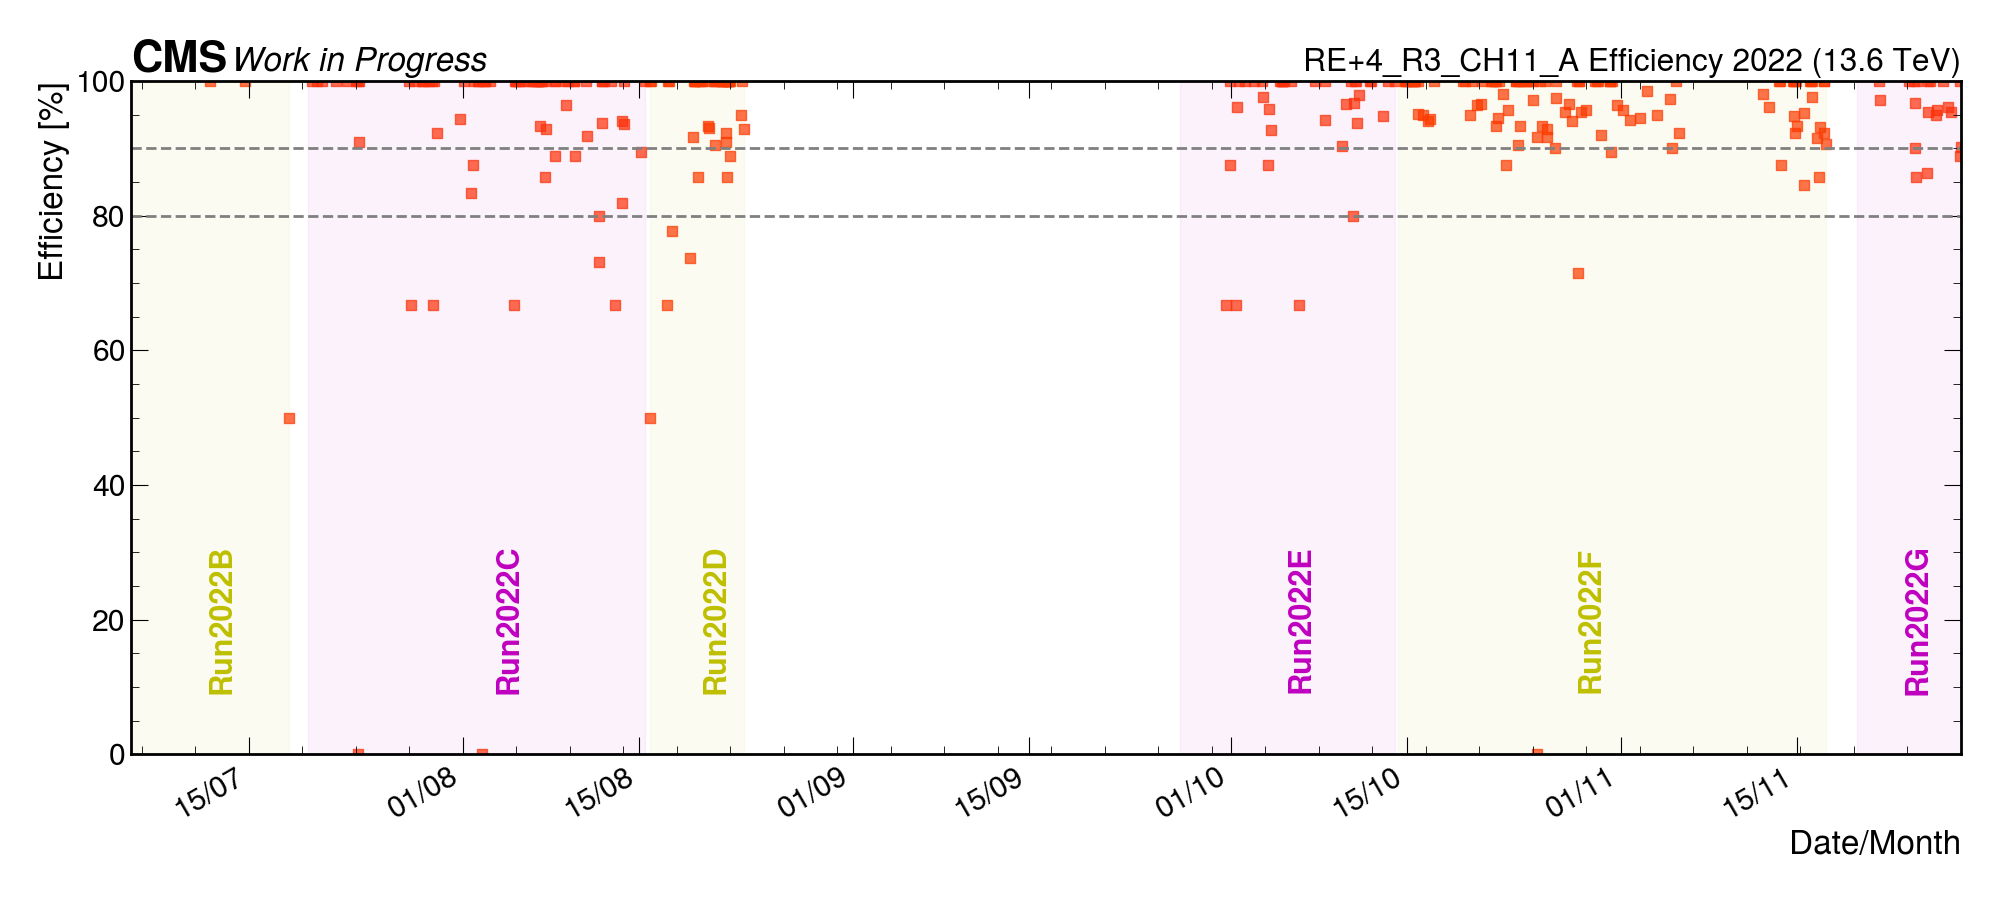 CMS Work in Progress
RE+4_R3_CH11_A Efficiency 2022 (13.6 TeV)
Efficiency [%]
100
80
60
40
20
0
Run2022B
Run2022C
Run2022D
Run2022E
Run2022F
Run2022G
15/07
01/08
15/08
01/09
15/09
01/10
15/10
01/11
15/11
Date/Month